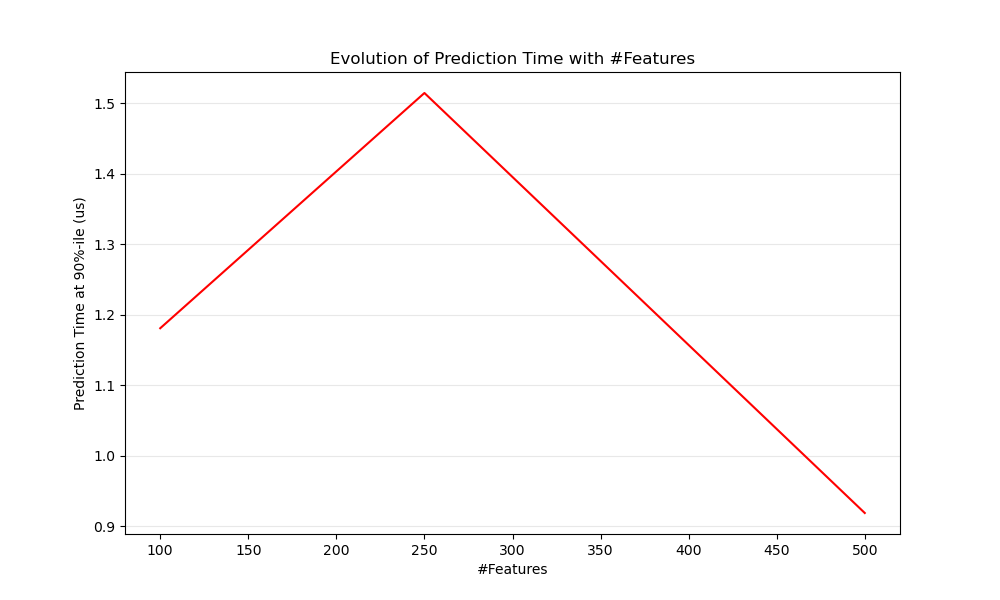 Evolution of Prediction Time with #Features
Prediction Time at 90%-ile (us)
1.5
1.4
1.3
1.2
1.1
1.0
0.9
100 150 200 250 300 350 400 450 500
#Features